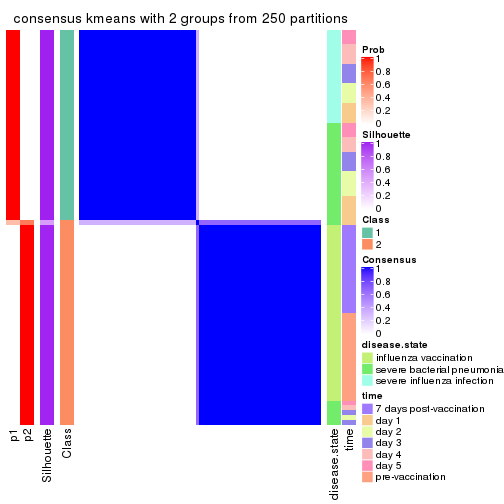 consensus kmeans with 2 groups from 250 partitions
Prob
1
0.8
0.6
0.4
0.2
0
Silhouette
1
0.8
0.6
0.4
0.2
0
Class
1
2
Consensus
1
0.8
0.6
0.4
0.2
0
disease.state
influenza vaccination
severe bacterial pneumonia
severe influenza infection
time
7 days post-vaccination
day 1
day 2
day 3
day 4
day 5
pre-vaccination
p1
p2
Silhouette
Class
disease.state
time